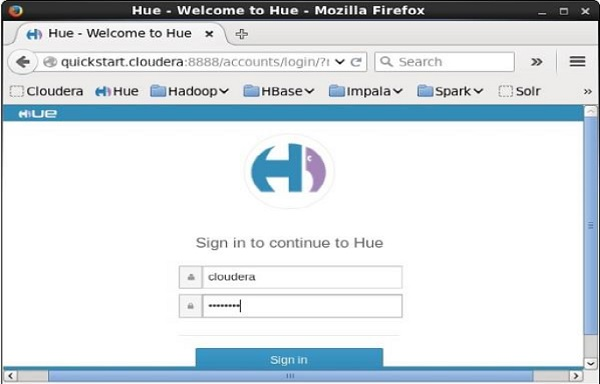 Hue - Welcome to Hue - Mozilla Firefox
Hue - Welcome to Hue
quickstart.cloudera:8888/accounts/login/?
Search
Cloudera Hue Hadoop HBase Impala Spark Solr
HUE
Sign in to continue to Hue
cloudera
Sign in